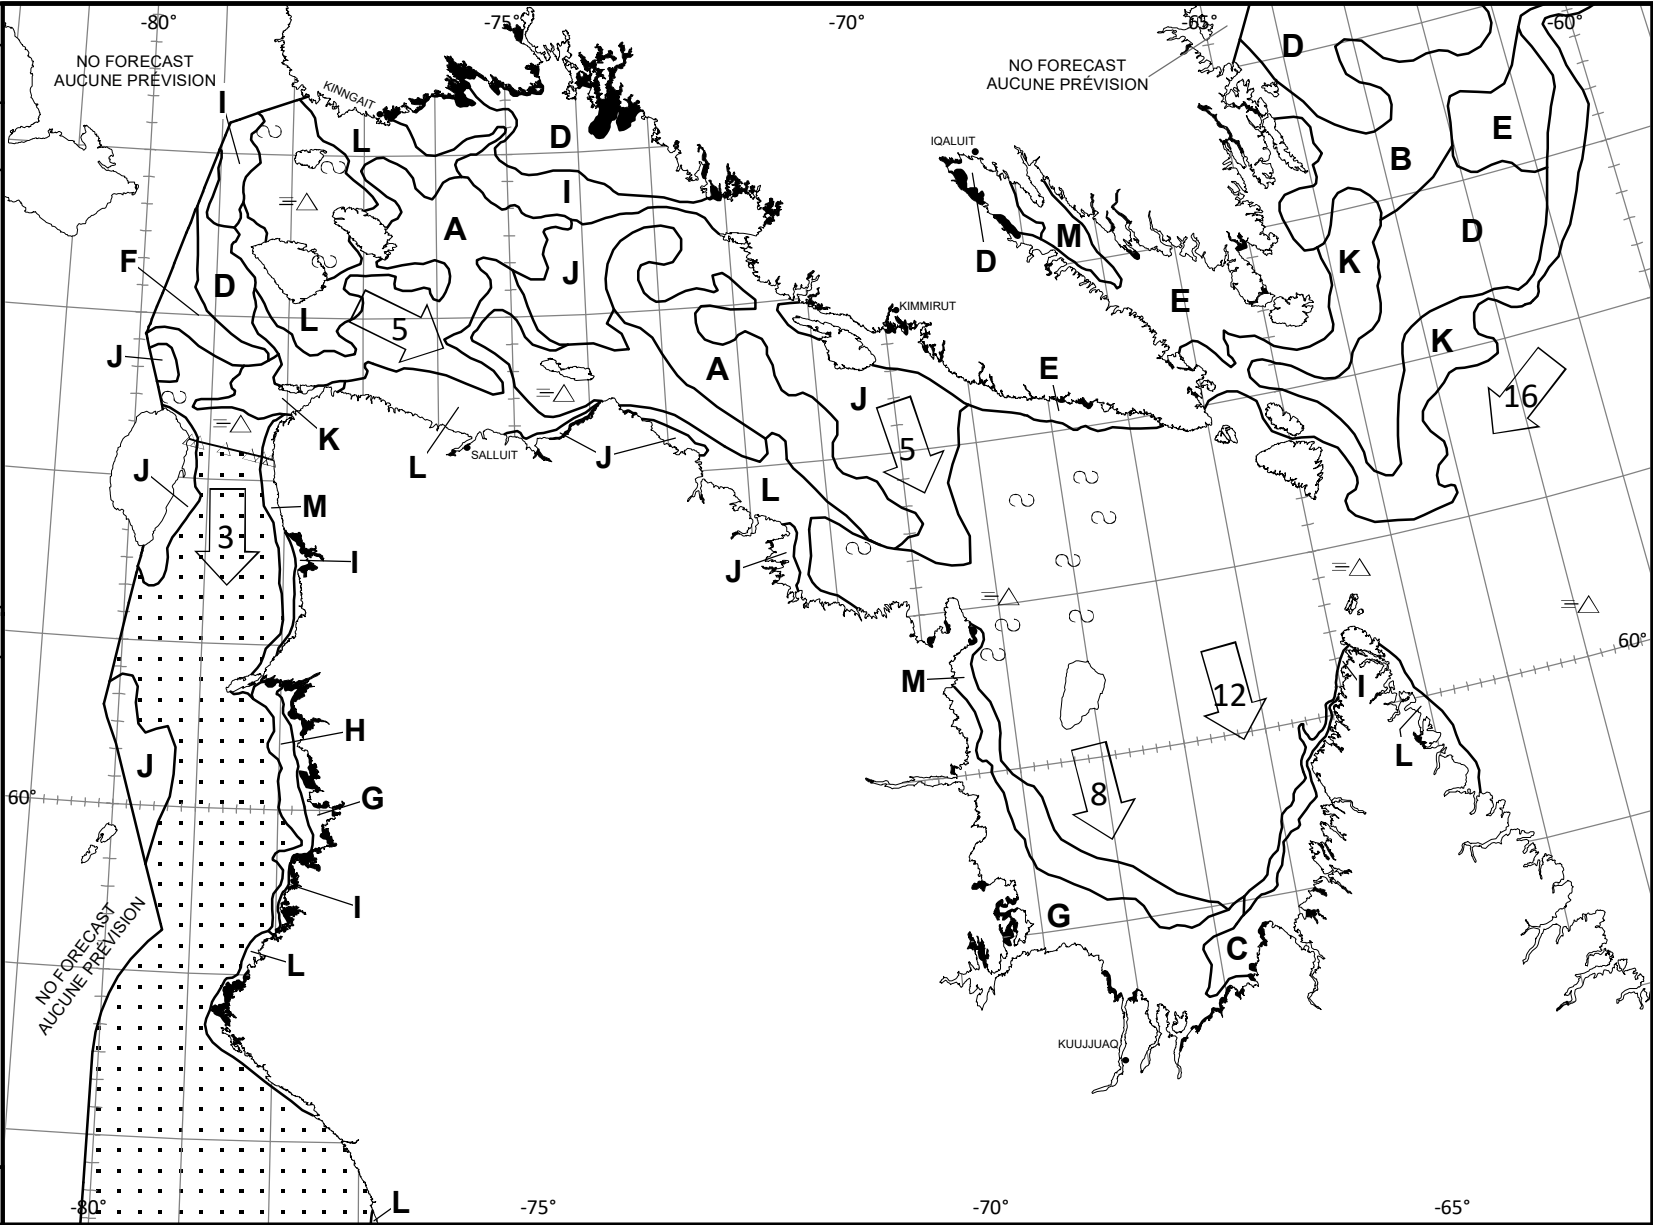 -80°
-75°
-70°
-65°
-60°
NO FORECAST
AUCUNE PRÉVISION
NO FORECAST
AUCUNE PRÉVISION
D
I
KINNGAIT
L
D
E
B
IQALUIT
I
A
M
D
D
K
F
D
J
E
L
5
KIMMIRUT
K
J
A
E
J
16
K
L
SALLUIT
J
5
J
L
M
3
I
J
M
I
12
H
L
J
8
G
60°
60°
I
G
C
L
NO FORECAST
AUCUNE PRÉVISION
KUUJJUAQ
L
-80°
-75°
-70°
-65°